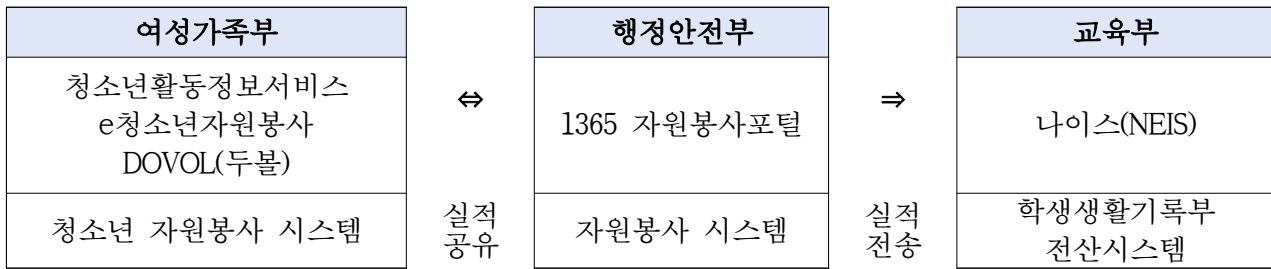 여성가족부
행정안전부
교육부
청소년활동정보서비스
e청소년자원봉사
DOVOL(두볼)
⇔
1365 자원봉사포털
⇒
나이스(NEIS)
청소년 자원봉사 시스템
실적
공유
자원봉사 시스템
실적
전송
학생생활기록부
전산시스템